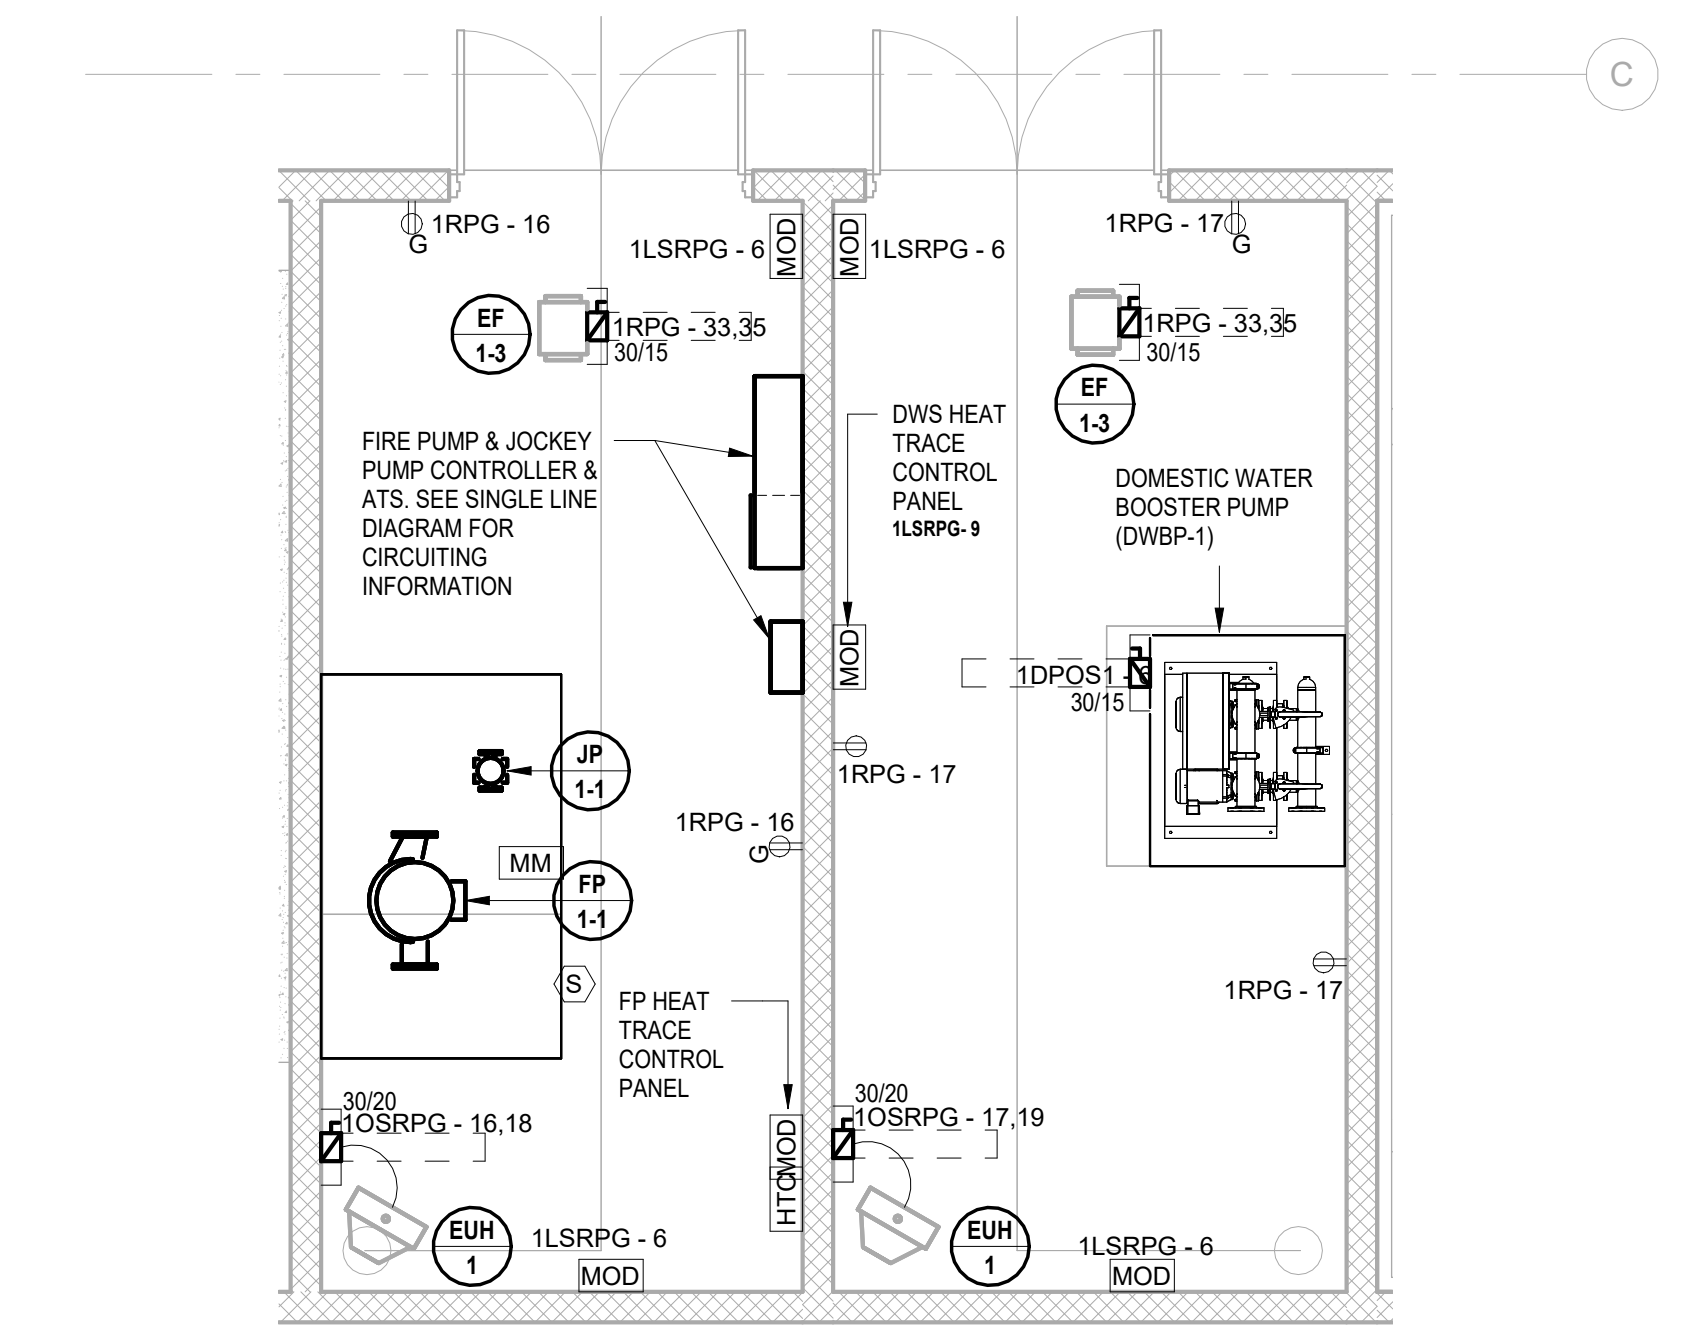 C
1RPG - 16
G
1LSRPG - 6
MOD
MOD
1LSRPG - 6
1RPG - 17
G
EF
1-3
1RPG - 33,35
30/15
1RPG - 33,35
30/15
EF
1-3
FIRE PUMP & JOCKEY
PUMP CONTROLLER &
ATS. SEE SINGLE LINE
DIAGRAM FOR
CIRCUITING
INFORMATION
DWS HEAT
TRACE
CONTROL
PANEL
1LSRPG- 9
DOMESTIC WATER
BOOSTER PUMP
(DWBP-1)
MOD
1DPOS1 - 6
30/15
JP
1-1
1RPG - 17
1RPG - 16
G
MM
FP
1-1
S
1RPG - 17
FP HEAT
TRACE
CONTROL
PANEL
30/20
1OSRPG - 16,18
30/20
1OSRPG - 17,19
MOD
HTC
EUH
1
1LSRPG - 6
MOD
EUH
1
1LSRPG - 6
MOD